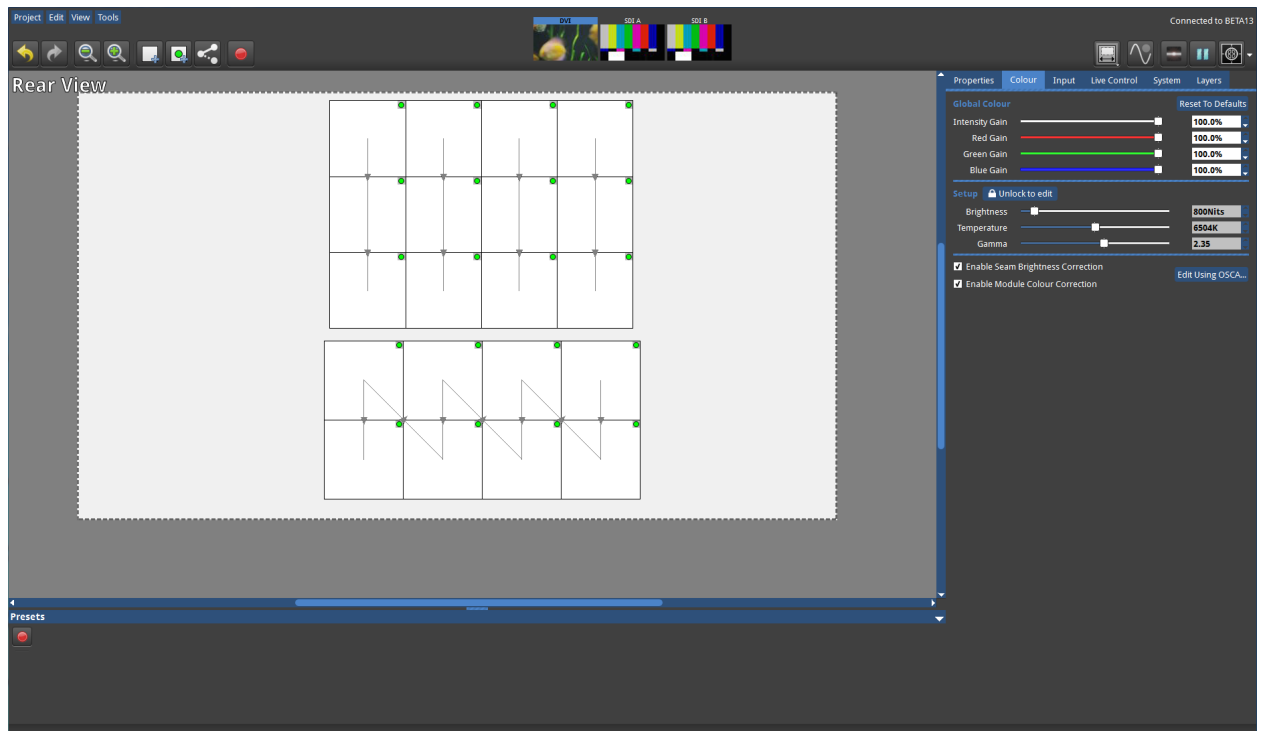 Project Edit View Tools
DVI SDI A SDI B
Connected to BETA13
Rear View
Properties Colour Input Live Control System Layers
Global Colour Reset To Defaults
Intensity Gain 100.0%
Red Gain 100.0%
Green Gain 100.0%
Blue Gain 100.0%
Setup Unlock to edit
Brightness 800Nits
Temperature 6504K
Gamma 2.35
Enable Seam Brightness Correction
Edit Using OSCA...
Enable Module Colour Correction
Presets